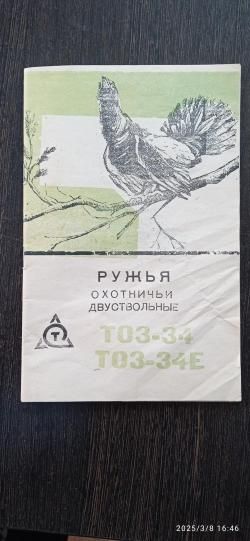 РУЖЬЯ
ОХОТНИЧЬИ
ДВУСТВОЛЬНЫЕ
Т
ТОЗ-34
ТОЗ-34Е
2025/3/8 16:46